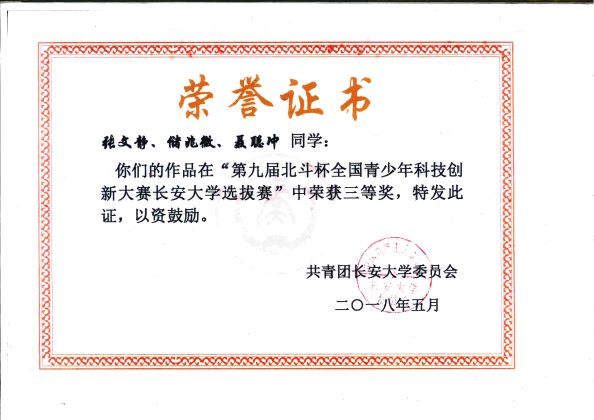 荣誉证书
张文静、储兆微、聂聪冲 同学：
你们的作品在“第九届北斗杯全国青少年科技创
新大赛长安大学选拔赛”中荣获三等奖，特发此
证，以资鼓励。
共青团长安大学委员会
长安大学
二〇一八年五月